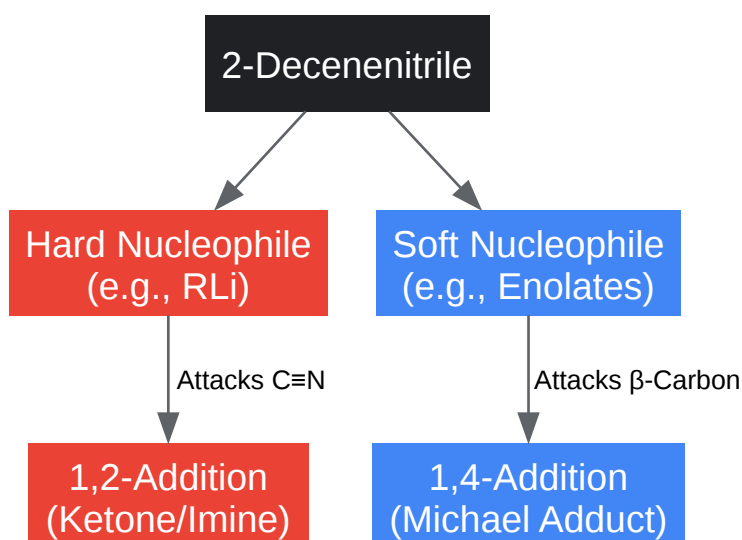 2-Decenenitrile
Hard Nucleophile
(e.g., RLi)
Soft Nucleophile
(e.g., Enolates)
Attacks C≡N
Attacks β-Carbon
1,2-Addition
(Ketone/Imine)
1,4-Addition
(Michael Adduct)